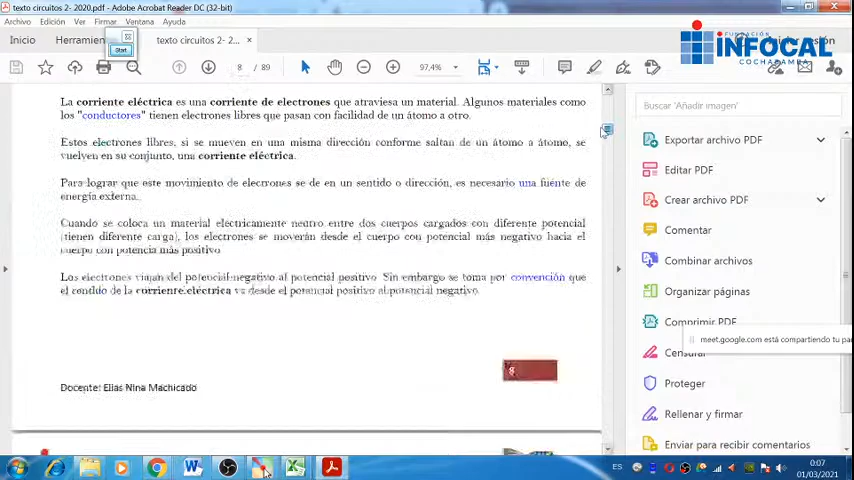 texto circuitos 2- 2020.pdf - Adobe Acrobat Reader DC (32-bit)
Archivo Edición Ver Firmar Ventana Ayuda
Inicio
texto circuitos 2- 2...
Start
FUNDACIÓN
INFOCAL
COCHABAMBA
8 / 89
97,4%
La corriente eléctrica es una corriente de electrones que atraviesa un material. Algunos materiales como
los "conductores" tienen electrones libres que pasan con facilidad de un átomo a otro.
Estos electrones libres, si se mueven en una misma dirección conforme saltan de un átomo a átomo, se
vuelven en su conjunto, una corriente eléctrica.
Para lograr que este movimiento de electrones se de en un sentido o dirección, es necesario una fuente de
energía externa.
Cuando se coloca un material eléctricamente neutro entre dos cuerpos cargados con diferente potencial
(tienen diferente carga), los electrones se moverán desde el cuerpo con potencial más negativo hacia el
cuerpo con potencia más positivo
Los electrones viajan del potencial negativo al potencial positivo. Sin embargo se toma por convención que
el de la corriente eléctrica va desde el potencial positivo al potencial negativo.
8
Docente: Elias Nina Machicado
Buscar 'Añadir imagen'
Exportar archivo PDF
Editar PDF
Crear archivo PDF
Comentar
Combinar archivos
Organizar páginas
Comprimir PDF
meet.google.com está compartiendo tu
Censurar
Proteger
Rellenar y firmar
Enviar para recibir comentarios
ES
0:07
01/03/2021